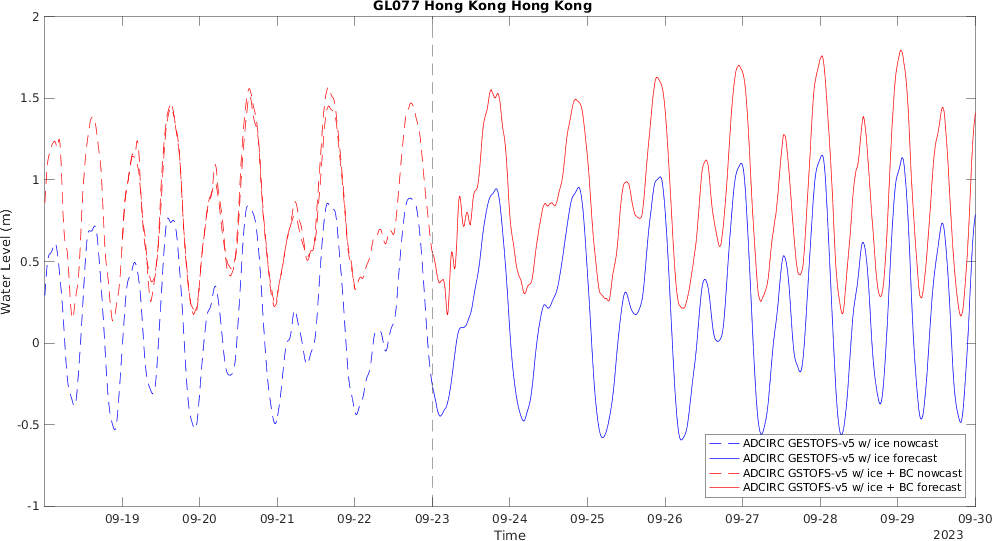 GL077 Hong Kong Hong Kong
2
1.5
1
0.5
0
-0.5
-1
Water Level (m)
09-19 09-20 09-21 09-22 09-23 09-24 09-25 09-26 09-27 09-28 09-29 09-30
Time
2023
ADCIRC GESTOFS-v5 w/ ice nowcast
ADCIRC GESTOFS-v5 w/ ice forecast
ADCIRC GSTOFS-v5 w/ ice + BC nowcast
ADCIRC GSTOFS-v5 w/ ice + BC forecast